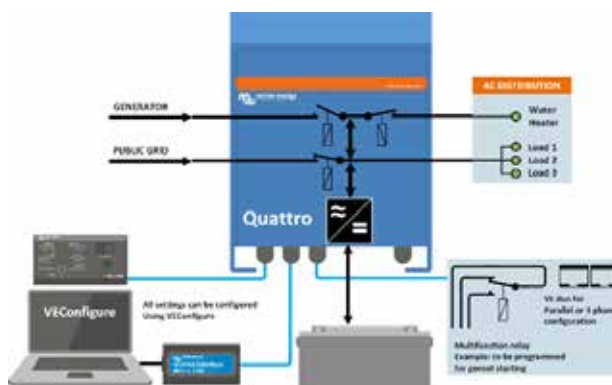 victron energy
AC DISTRIBUTION
GENERATOR
Water
Heater
PUBLIC GRID
Load 1
Load 2
Load 3
Quattro
VEConfigure
All settings can be configured
Using VEConfigure
VE.Bus for
Parallel or 3 phase
configuration
Multifunction relay
Example: to be programmed
for genset starting